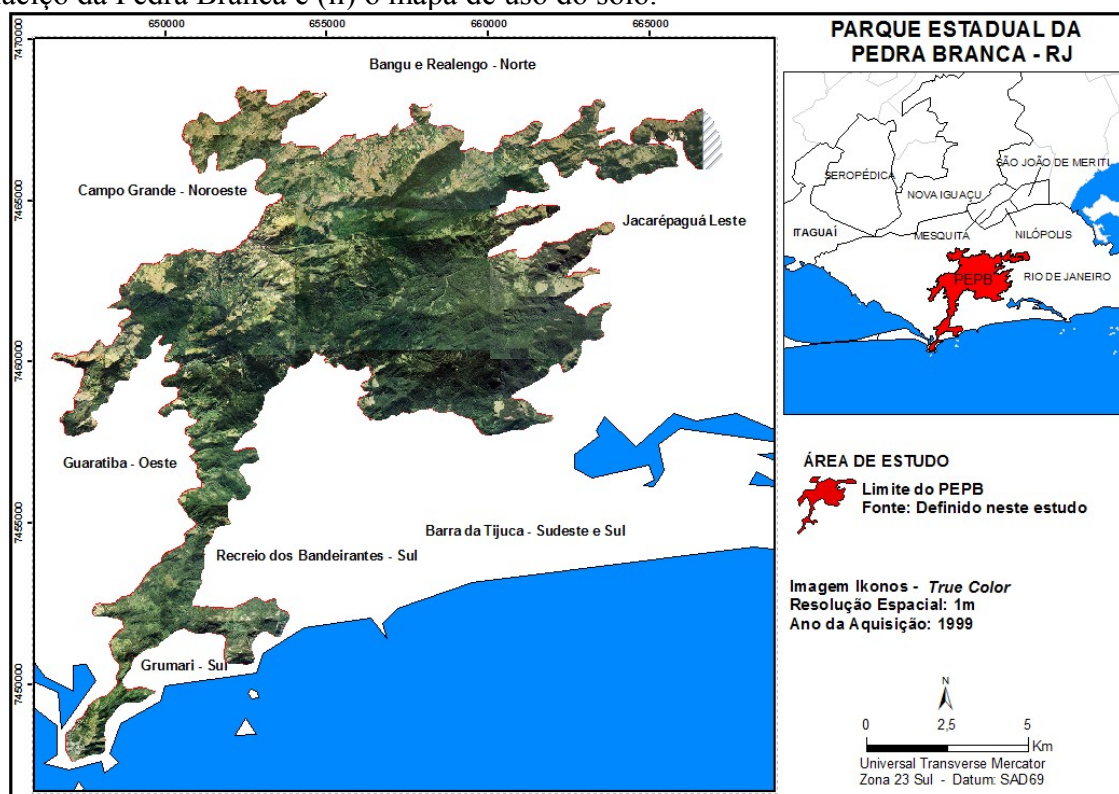 maciço da Pedra Branca e (ii) o mapa de uso do solo.
650000 655000 660000 665000
7470000
7465000
7460000
7455000
7450000
Bangu e Realengo - Norte
Campo Grande - Noroeste
Jacarépaguá Leste
Guaratiba - Oeste
Barra da Tijuca - Sudeste e Sul
Recreio dos Bandeirantes - Sul
Grumari - Sul
PARQUE ESTADUAL DA
PEDRA BRANCA - RJ
SÃO JOÃO DE MERITI
SEROPÉDICA
NOVA IGUAÇU
ITAGUAÍ
MESQUITA
NILÓPOLIS
RIO DE JANEIRO
PEPB
ÁREA DE ESTUDO
Limite do PEPB
Fonte: Definido neste estudo
Imagem Ikonos - True Color
Resolução Espacial: 1m
Ano da Aquisição: 1999
N
0 2,5 5
Km
Universal Transverse Mercator
Zona 23 Sul - Datum: SAD69